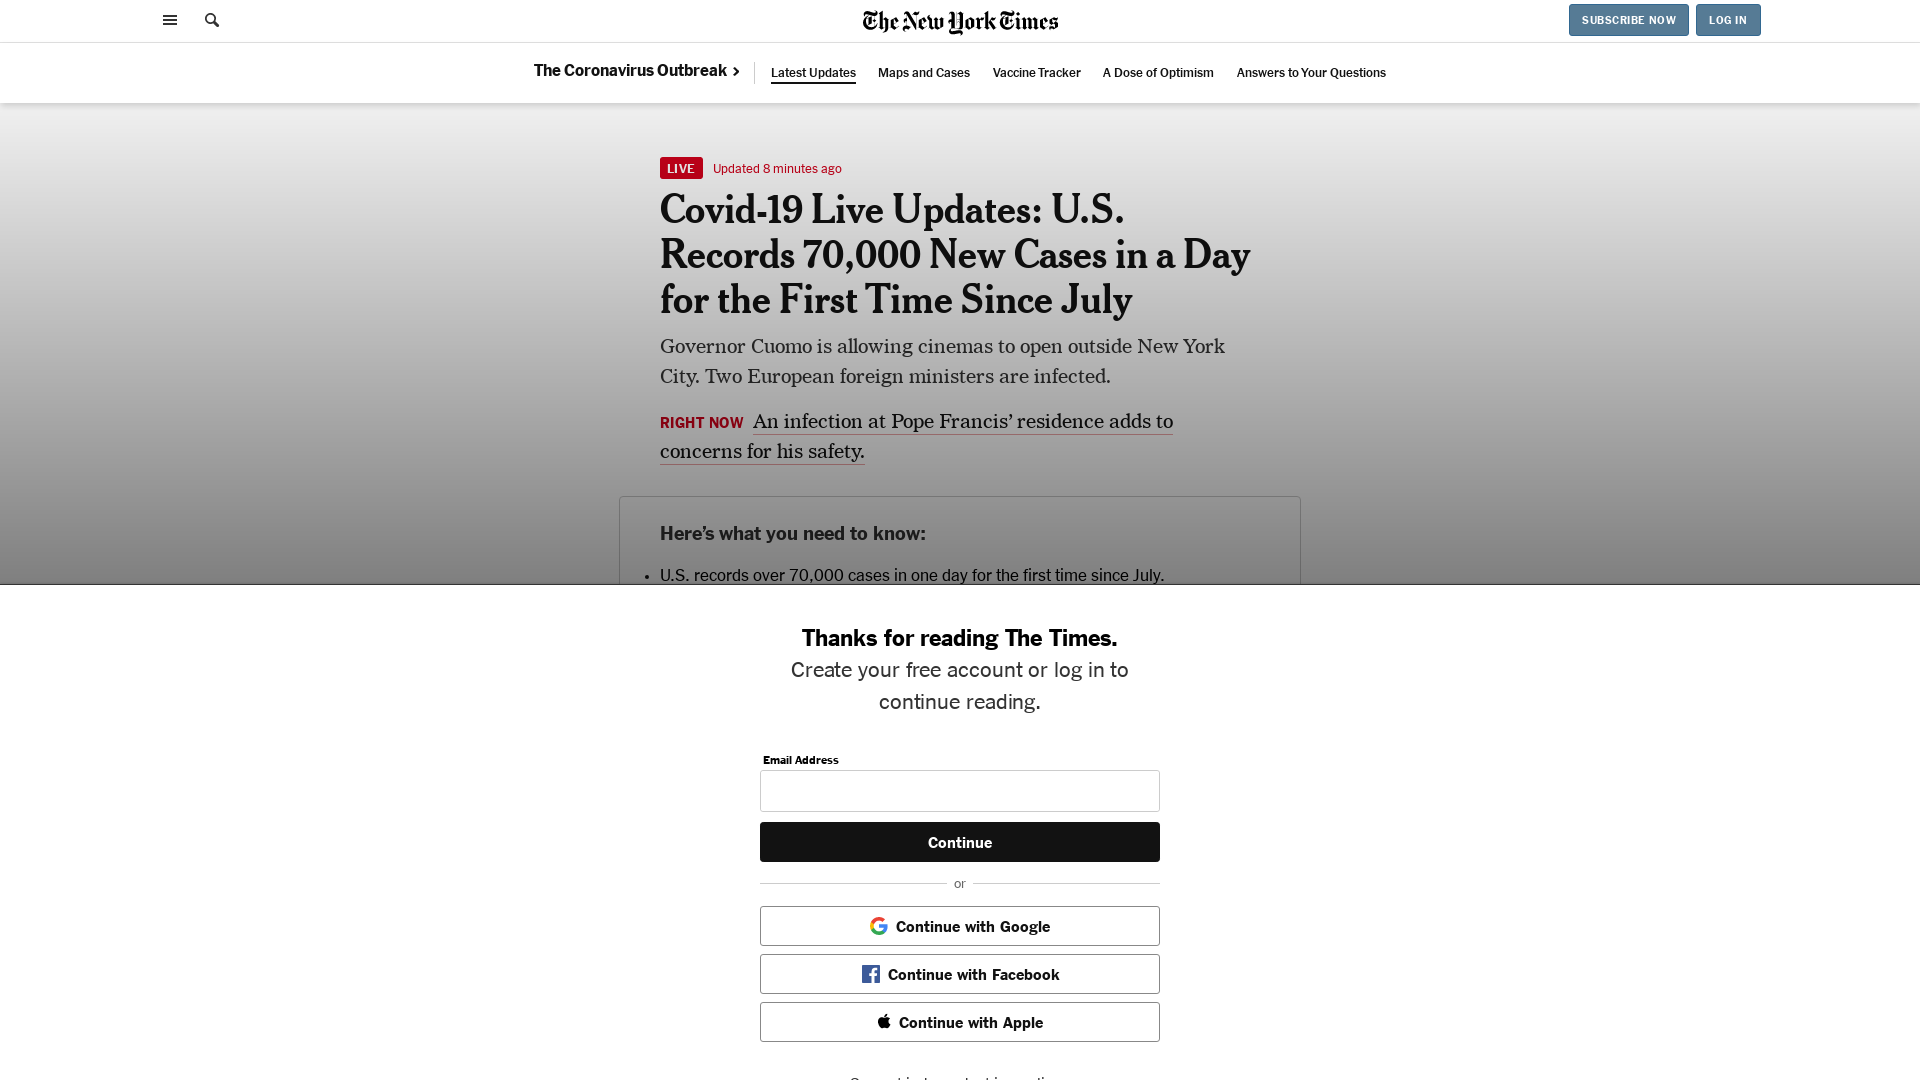 The New York Times
SUBSCRIBE NOW
LOG IN
The Coronavirus Outbreak
Latest Updates
Maps and Cases
Vaccine Tracker
A Dose of Optimism
Answers to Your Questions
LIVE
Updated 8 minutes ago
Covid-19 Live Updates: U.S.
Records 70,000 New Cases in a Day
for the First Time Since July
Governor Cuomo is allowing cinemas to open outside New York
City. Two European foreign ministers are infected.
RIGHT NOW An infection at Pope Francis’ residence adds to
concerns for his safety.
Here’s what you need to know:
• U.S. records over 70,000 cases in one day for the first time since July.
Thanks for reading The Times.
Create your free account or log in to
continue reading.
Email Address
Continue
or
Continue with Google
Continue with Facebook
Continue with Apple